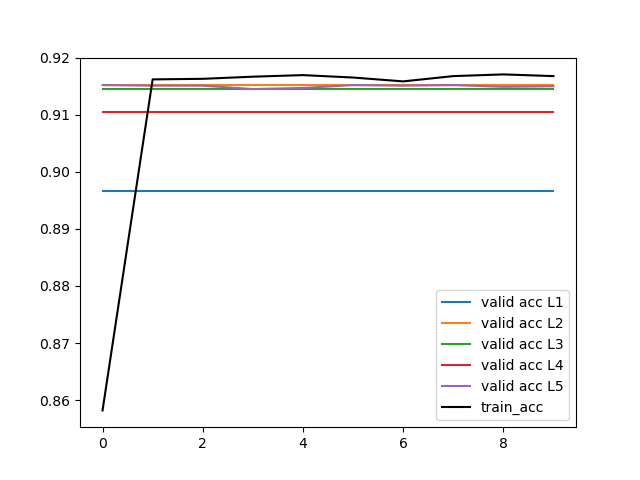 0.92
0.91
0.90
0.89
0.88
0.87
0.86
0
2
4
6
8
valid acc L1
valid acc L2
valid acc L3
valid acc L4
valid acc L5
train_acc